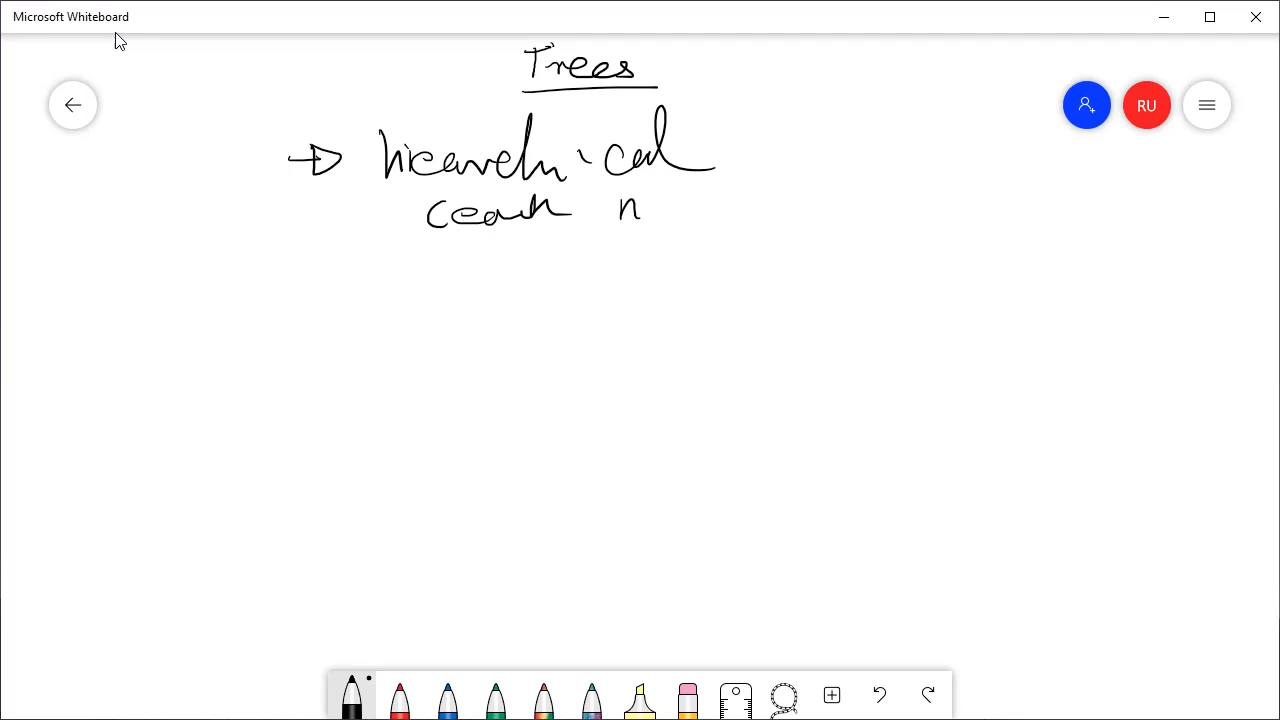 Microsoft Whiteboard
Trees
RU
→ hierarchical
n